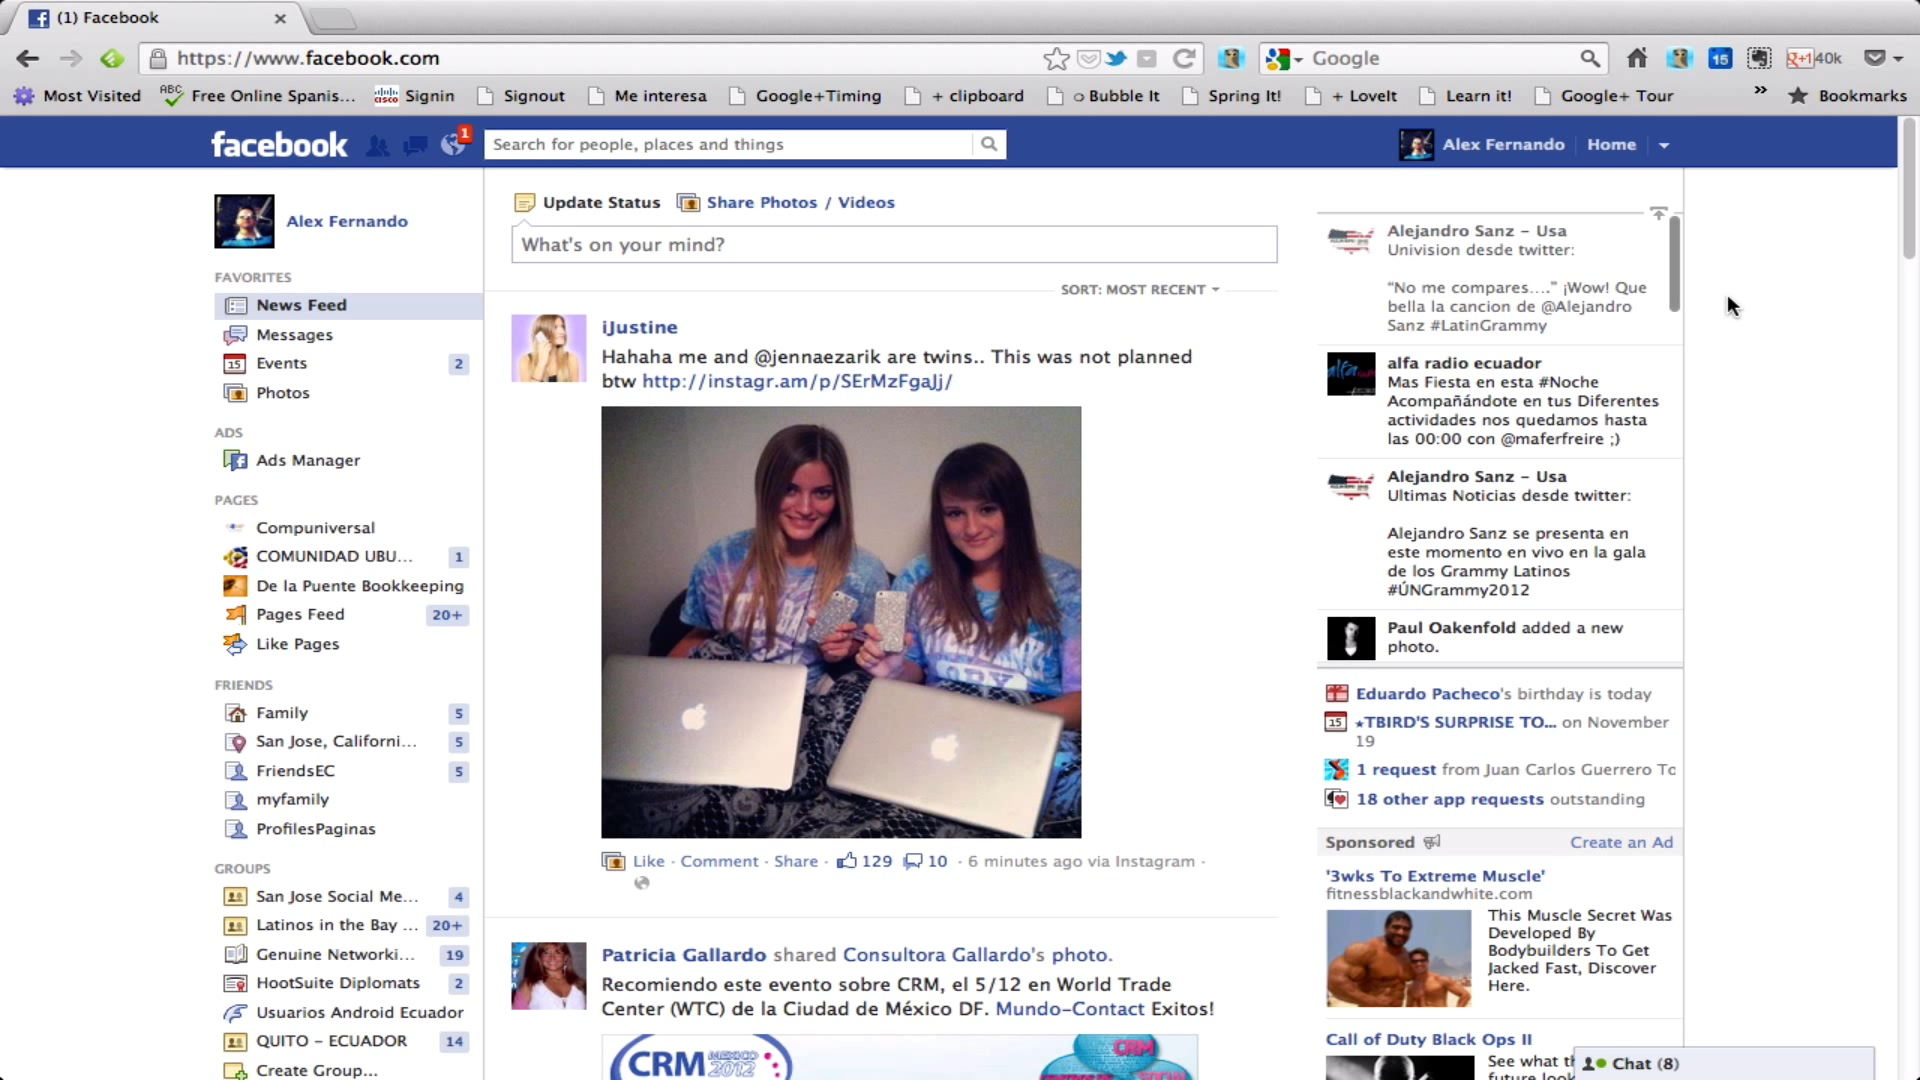 (1) Facebook
https://www.facebook.com
Google
15
g+1 40k
Most Visited
ABC
Free Online Spanis...
cisco
Signin
Signout
Me interesa
Google+Timing
+ clipboard
Bubble It
Spring It!
+ LoveIt
Learn it!
Google+ Tour
»
Bookmarks
facebook
1
Search for people, places and things
Alex Fernando
Home
Alex Fernando
FAVORITES
News Feed
Messages
15 Events 2
Photos
ADS
Ads Manager
PAGES
Compuniversal
COMUNIDAD UBU... 1
De la Puente Bookkeeping
Pages Feed 20+
Like Pages
FRIENDS
Family 5
San Jose, Californi... 5
FriendsEC 5
myfamily
ProfilesPaginas
GROUPS
San Jose Social Me... 4
Latinos in the Bay ... 20+
Genuine Networki... 19
HootSuite Diplomats 2
Usuarios Android Ecuador
QUITO – ECUADOR 14
Create Group...
Update Status
Share Photos / Videos
What's on your mind?
SORT: MOST RECENT
iJustine
Hahaha me and @jennaezarik are twins.. This was not planned
btw http://instagr.am/p/SErMzFgaJj/
Like · Comment · Share · 129 10 · 6 minutes ago via Instagram ·
Patricia Gallardo shared Consultora Gallardo's photo.
Recomiendo este evento sobre CRM, el 5/12 en World Trade
Center (WTC) de la Ciudad de México DF. Mundo-Contact Exitos!
CRM MEXICO
2012
CRM
Alejandro Sanz – Usa
Univision desde twitter:
“No me compares....” ¡Wow! Que
bella la cancion de @Alejandro
Sanz #LatinGrammy
alfa
alfa radio ecuador
Mas Fiesta en esta #Noche
Acompañándote en tus Diferentes
actividades nos quedamos hasta
las 00:00 con @maferfreire ;)
Alejandro Sanz – Usa
Ultimas Noticias desde twitter:
Alejandro Sanz se presenta en
este momento en vivo en la gala
de los Grammy Latinos
#ÚNGrammy2012
Paul Oakenfold added a new
photo.
Eduardo Pacheco's birthday is today
15 ★TBIRD'S SURPRISE TO... on November
19
1 request from Juan Carlos Guerrero To
18 other app requests outstanding
Sponsored
Create an Ad
'3wks To Extreme Muscle'
fitnessblackandwhite.com
This Muscle Secret Was
Developed By
Bodybuilders To Get
Jacked Fast, Discover
Here.
Call of Duty Black Ops II
See what
future
Chat (8)